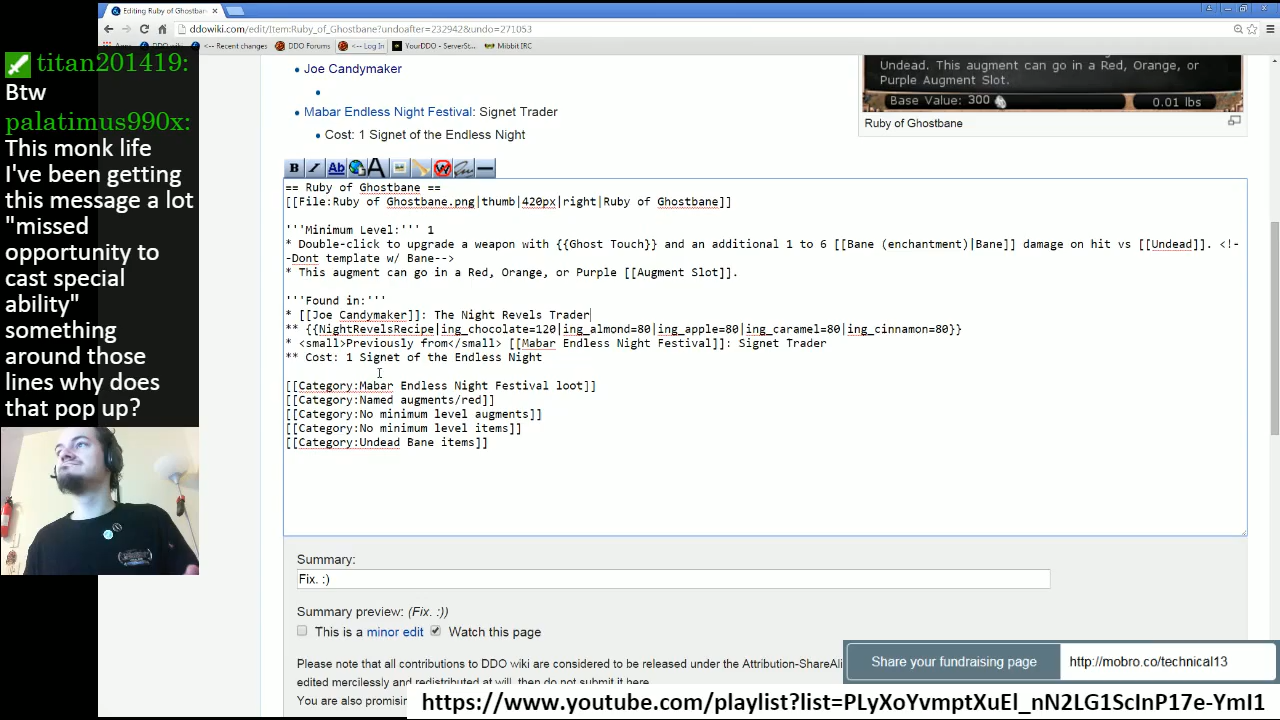 Editing Ruby of Ghostbane
ddowiki.com/edit/Item:Ruby_of_Ghostbane?undoafter=232942&undo=271053
Apps DDO wiki <-- Recent changes DDO Forums <-- Log In YourDDO -- ServerSt... Mibbit IRC
titan201419:
Btw
palatimus990x:
This monk life
I've been getting
this message a lot
"missed
opportunity to
cast special
ability"
something
around those
lines why does
that pop up?
Joe Candymaker
Mabar Endless Night Festival: Signet Trader
Cost: 1 Signet of the Endless Night
Undead. This augment can go in a Red, Orange, or
Purple Augment Slot.
Base Value: 300 0.01 lbs
Ruby of Ghostbane
B I Ab A W
== Ruby of Ghostbane ==
[[File:Ruby of Ghostbane.png|thumb|420px|right|Ruby of Ghostbane]]
'''Minimum Level:''' 1
* Double-click to upgrade a weapon with {{Ghost Touch}} and an additional 1 to 6 [[Bane (enchantment)|Bane]] damage on hit vs [[Undead]]. <!-
-Dont template w/ Bane-->
* This augment can go in a Red, Orange, or Purple [[Augment Slot]].
'''Found in:'''
* [[Joe Candymaker]]: The Night Revels Trader
** {{NightRevelsRecipe|ing_chocolate=120|ing_almond=80|ing_apple=80|ing_caramel=80|ing_cinnamon=80}}
* <small>Previously from</small> [[Mabar Endless Night Festival]]: Signet Trader
** Cost: 1 Signet of the Endless Night
[[Category:Mabar Endless Night Festival loot]]
[[Category:Named augments/red]]
[[Category:No minimum level augments]]
[[Category:No minimum level items]]
[[Category:Undead Bane items]]
Summary:
Fix. :)
Summary preview: (Fix. :))
This is a minor edit Watch this page
Please note that all contributions to DDO wiki are considered to be released under the Attribution-ShareAli
edited mercilessly and redistributed at will, then do not submit it here.
You are also promisin
Share your fundraising page http://mobro.co/technical13
https://www.youtube.com/playlist?list=PLyXoYvmptXuEl_nN2LG1ScInP17e-YmI1